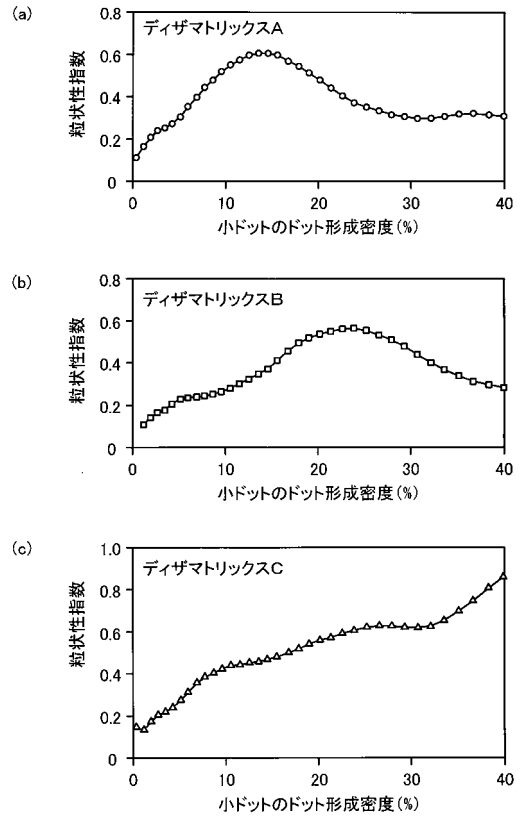 (a)
ディザマトリックスA
粒状性指数
0.8
0.6
0.4
0.2
0
0 10 20 30 40
小ドットのドット形成密度(%)
(b)
ディザマトリックスB
粒状性指数
0.8
0.6
0.4
0.2
0
0 10 20 30 40
小ドットのドット形成密度(%)
(c)
ディザマトリックスC
粒状性指数
1.0
0.8
0.6
0.4
0.2
0
0 10 20 30 40
小ドットのドット形成密度(%)